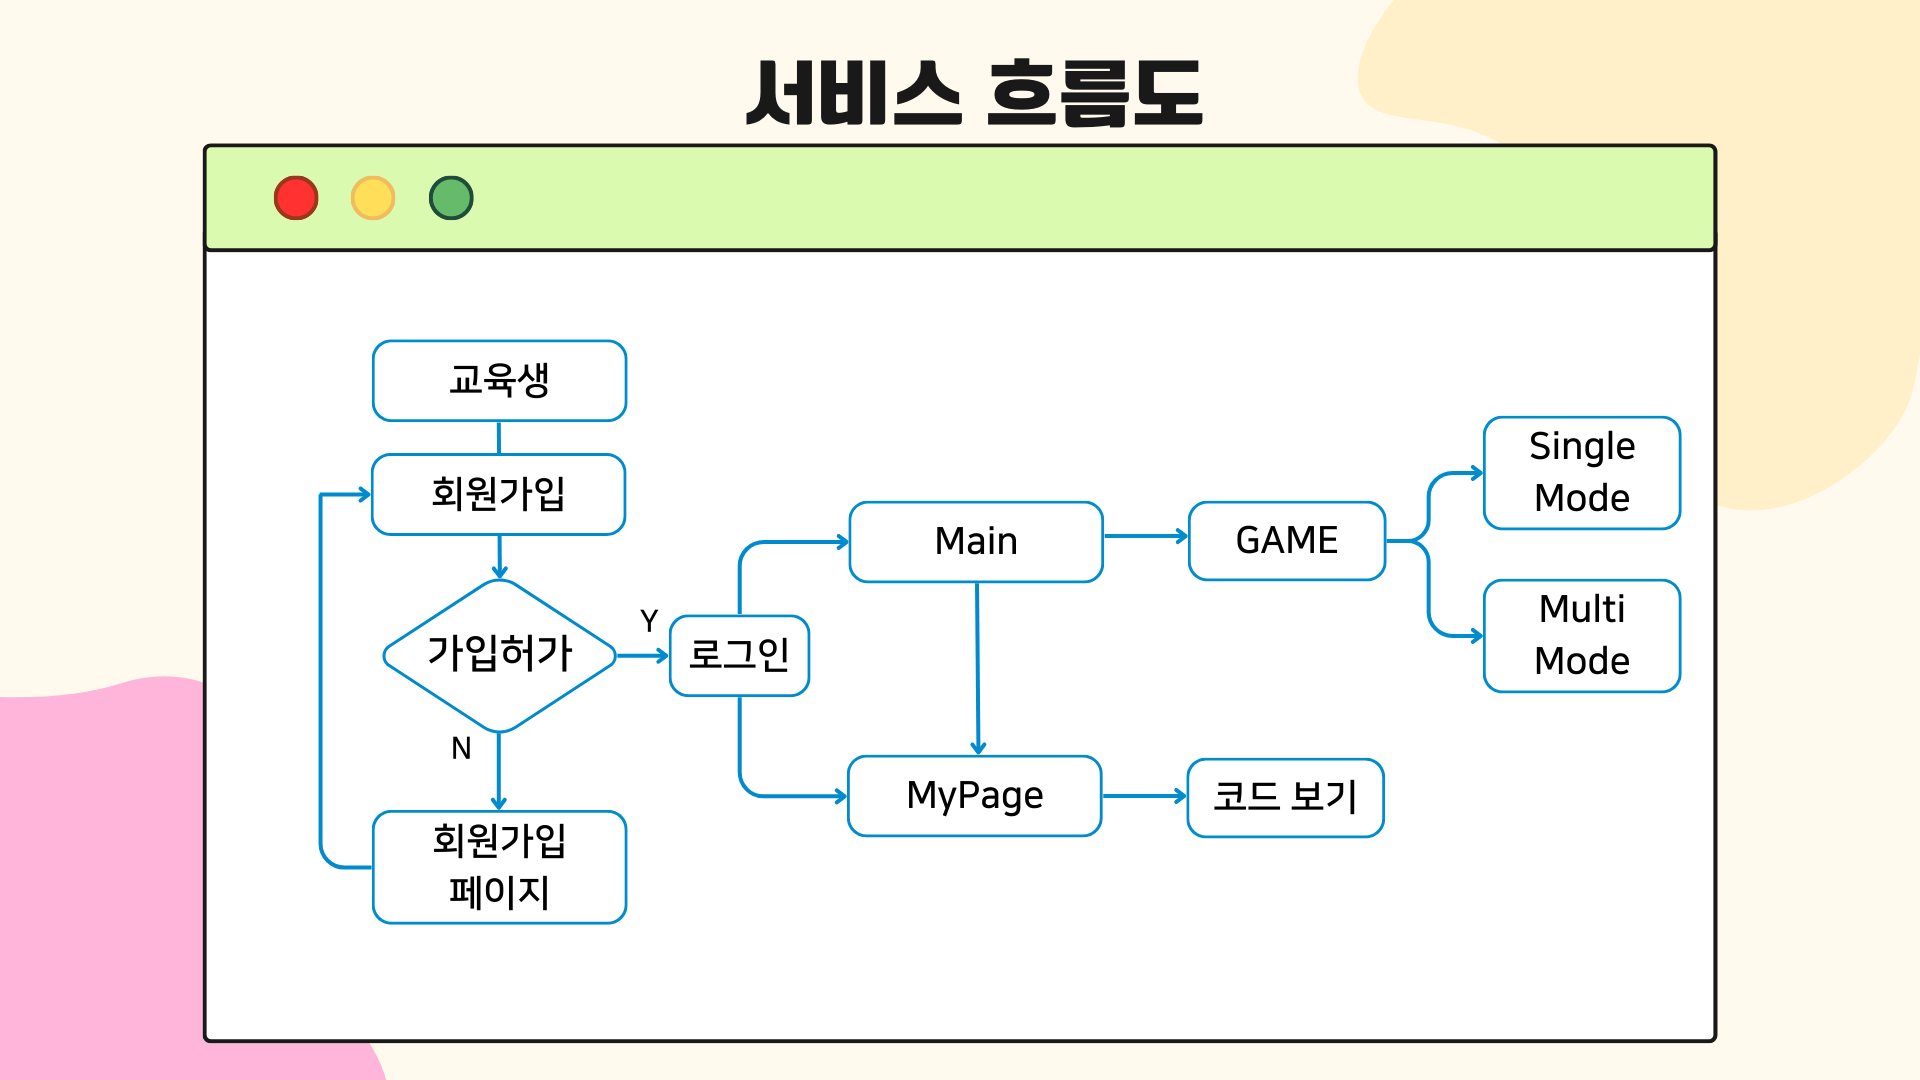 서비스 흐름도
교육생
회원가입
가입허가
Y
N
회원가입
페이지
로그인
Main
MyPage
GAME
코드 보기
Single
Mode
Multi
Mode